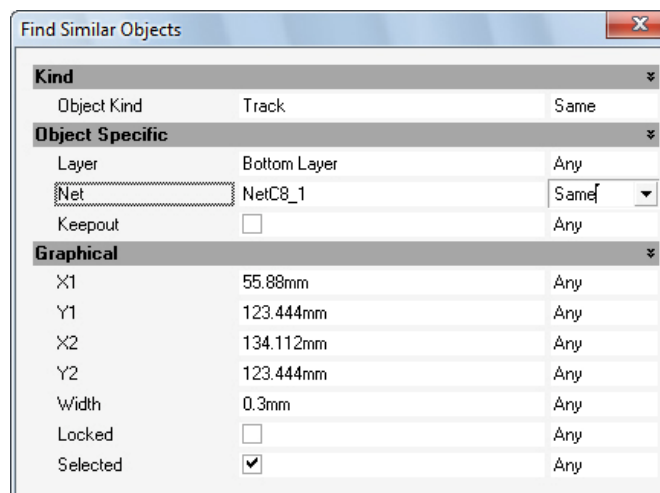 Find Similar Objects
Kind
Object Kind Track Same
Object Specific
Layer Bottom Layer Any
Net NetC8_1 Same
Keepout Any
Graphical
X1 55.88mm Any
Y1 123.444mm Any
X2 134.112mm Any
Y2 123.444mm Any
Width 0.3mm Any
Locked Any
Selected Any